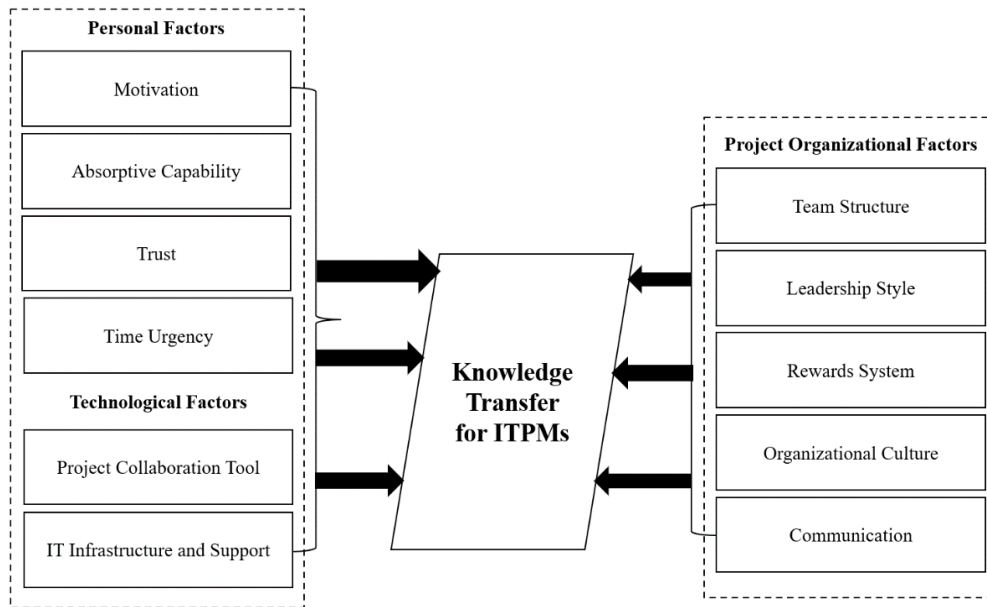 Personal Factors
Motivation
Absorptive Capability
Trust
Time Urgency
Technological Factors
Project Collaboration Tool
IT Infrastructure and Support
Knowledge
Transfer
for ITPMs
Project Organizational Factors
Team Structure
Leadership Style
Rewards System
Organizational Culture
Communication